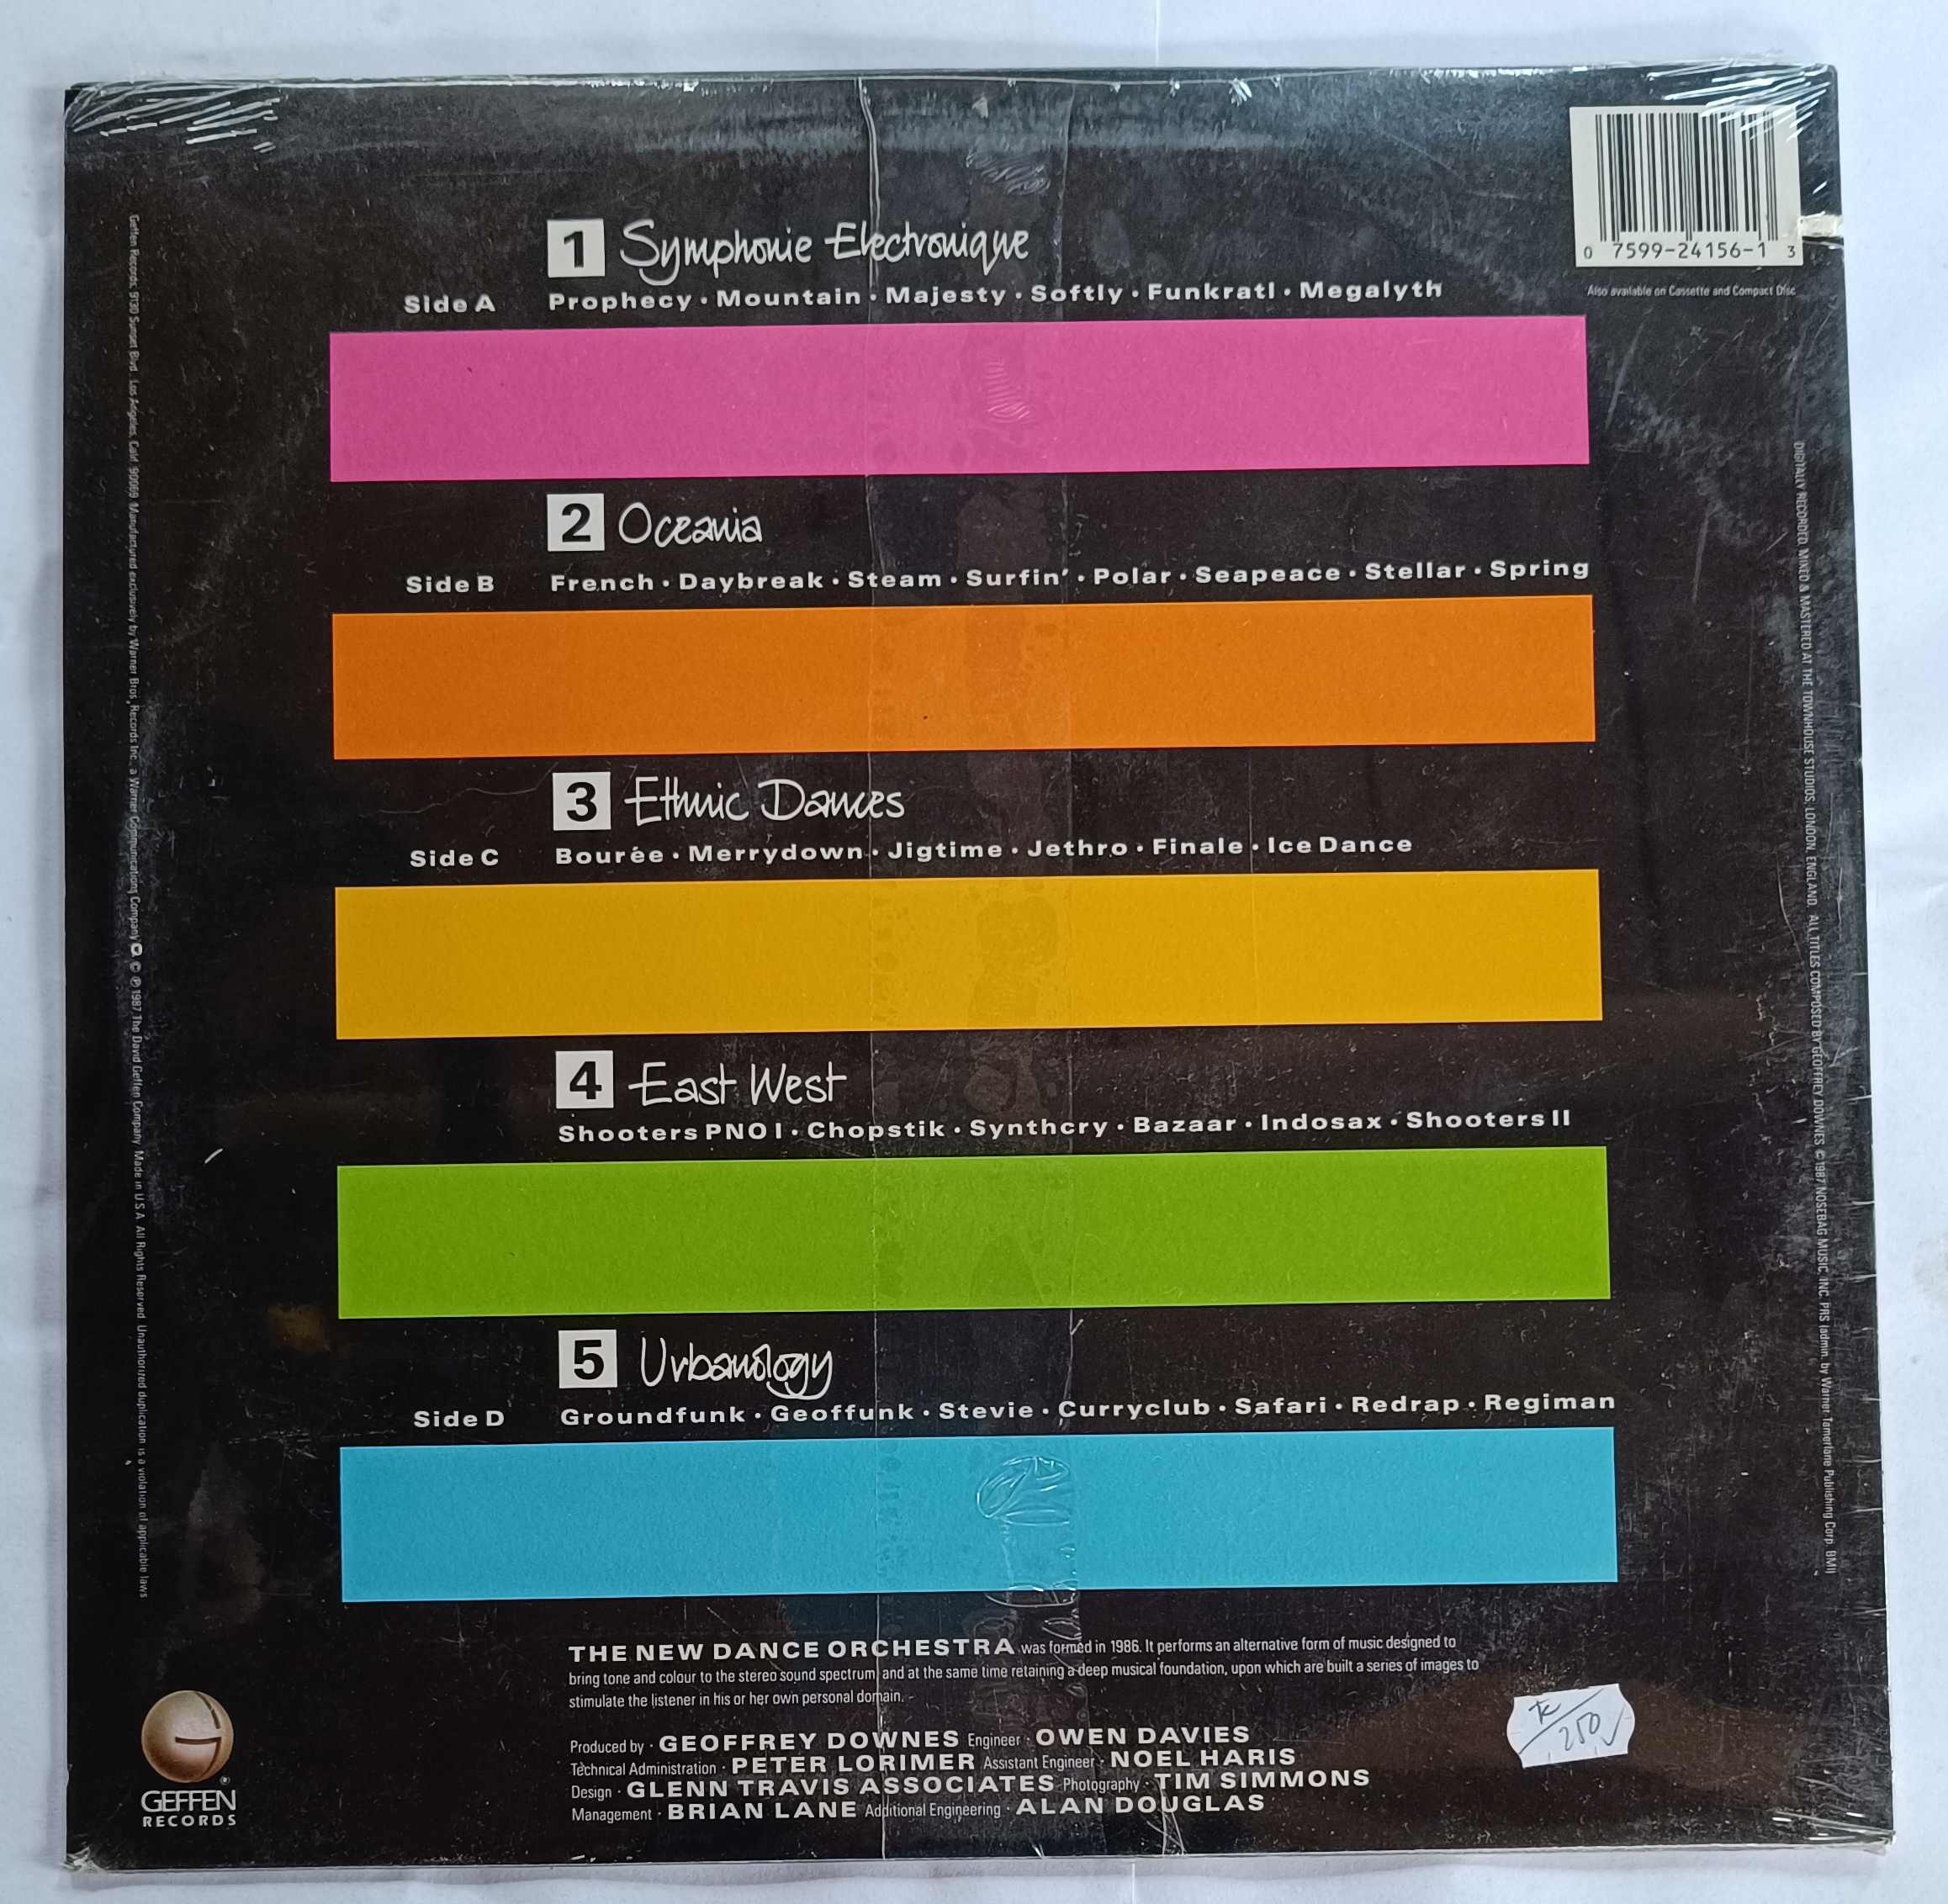 0 7599-24156-1 3
Also available on Cassette and Compact Disc
1 Symphonie Electronique
Side A Prophecy • Mountain • Majesty • Softly • Funkrati • Megalyth
2 Oceania
Side B French • Daybreak • Steam • Surfin' • Polar • Seapeace • Stellar • Spring
3 Ethnic Dances
Side C Bourée • Merrydown • Jigtime • Jethro • Finale • Ice Dance
4 East West
Shooters PNO I • Chopstik • Synthcry • Bazaar • Indosax • Shooters II
5 Urbanology
Side D Groundfunk • Geoffunk • Stevie • Curryclub • Safari • Redrap • Regiman
THE NEW DANCE ORCHESTRA was formed in 1986. It performs an alternative form of music designed to
bring tone and colour to the stereo sound spectrum and at the same time retaining a deep musical foundation, upon which are built a series of images to
stimulate the listener in his or her own personal domain.
Produced by · GEOFFREY DOWNES Engineer · OWEN DAVIES
Technical Administration · PETER LORIMER Assistant Engineer · NOEL HARIS
Design · GLENN TRAVIS ASSOCIATES Photography · TIM SIMMONS
Management · BRIAN LANE Additional Engineering · ALAN DOUGLAS
GEFFEN ®
RECORDS
250
Geffen Records, 9130 Sunset Blvd., Los Angeles, Calif. 90069 Manufactured exclusively by Warner Bros. Records Inc., a Warner Communications Company © ℗ 1987 The David Geffen Company Made in U.S.A. All Rights Reserved Unauthorized duplication is a violation of applicable laws
DIGITALLY RECORDED, MIXED & MASTERED AT THE TOWNHOUSE STUDIOS, LONDON, ENGLAND. ALL TITLES COMPOSED BY GEOFFREY DOWNES © 1987 NOSEBAG MUSIC, INC. PRS (admin. by Warner-Tamerlane Publishing Corp. BMI)